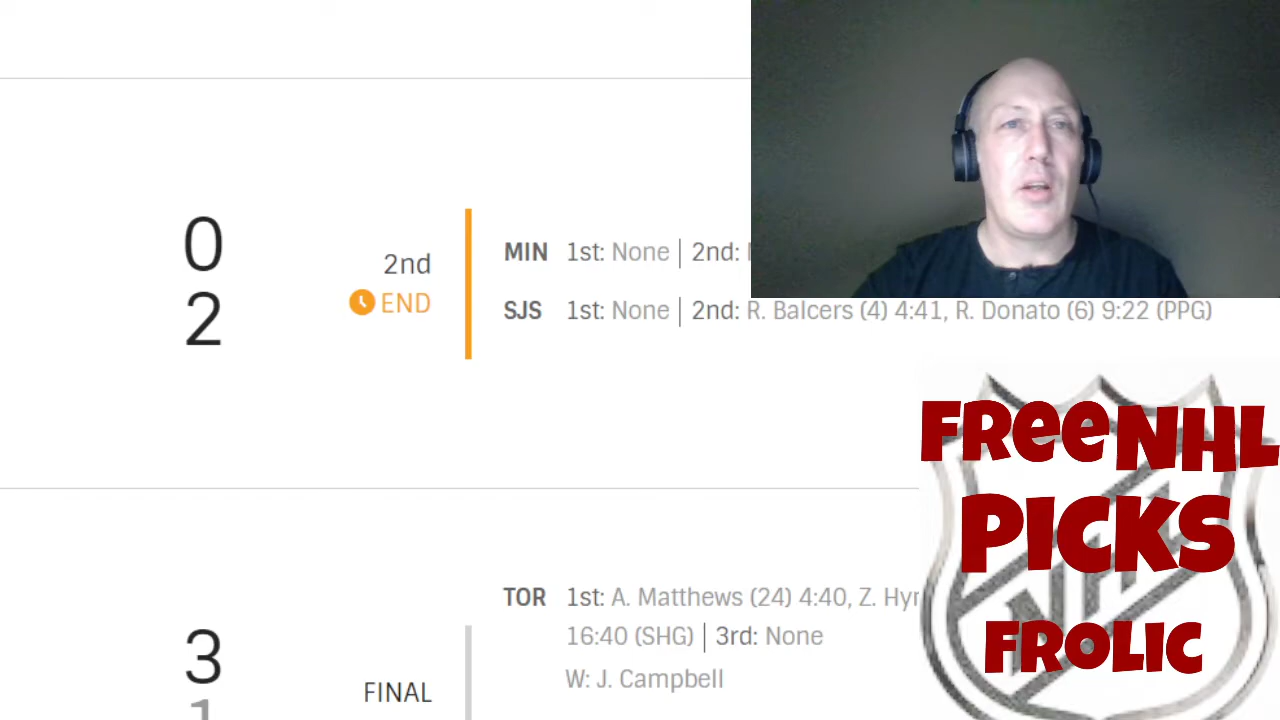 0
2
2nd
END
MIN 1st: None | 2nd:
SJS 1st: None | 2nd: R. Balcers (4) 4:41, R. Donato (6) 9:22 (PPG)
FREE NHL
PICKS
FROLIC
NHL
3
1
FINAL
TOR 1st: A. Matthews (24) 4:40, Z. Hy
16:40 (SHG) | 3rd: None
W: J. Campbell